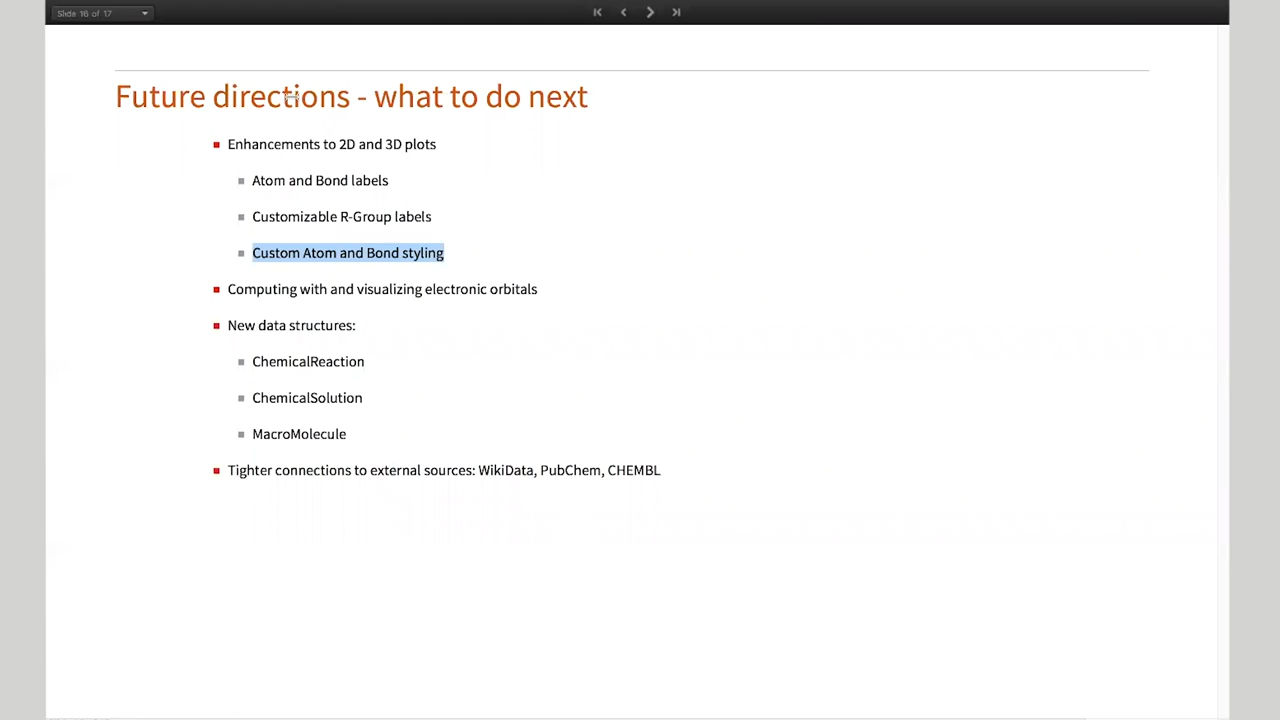 Slide 16 of 17
Future directions - what to do next
Enhancements to 2D and 3D plots
Atom and Bond labels
Customizable R-Group labels
Custom Atom and Bond styling
Computing with and visualizing electronic orbitals
New data structures:
ChemicalReaction
ChemicalSolution
MacroMolecule
Tighter connections to external sources: WikiData, PubChem, CHEMBL